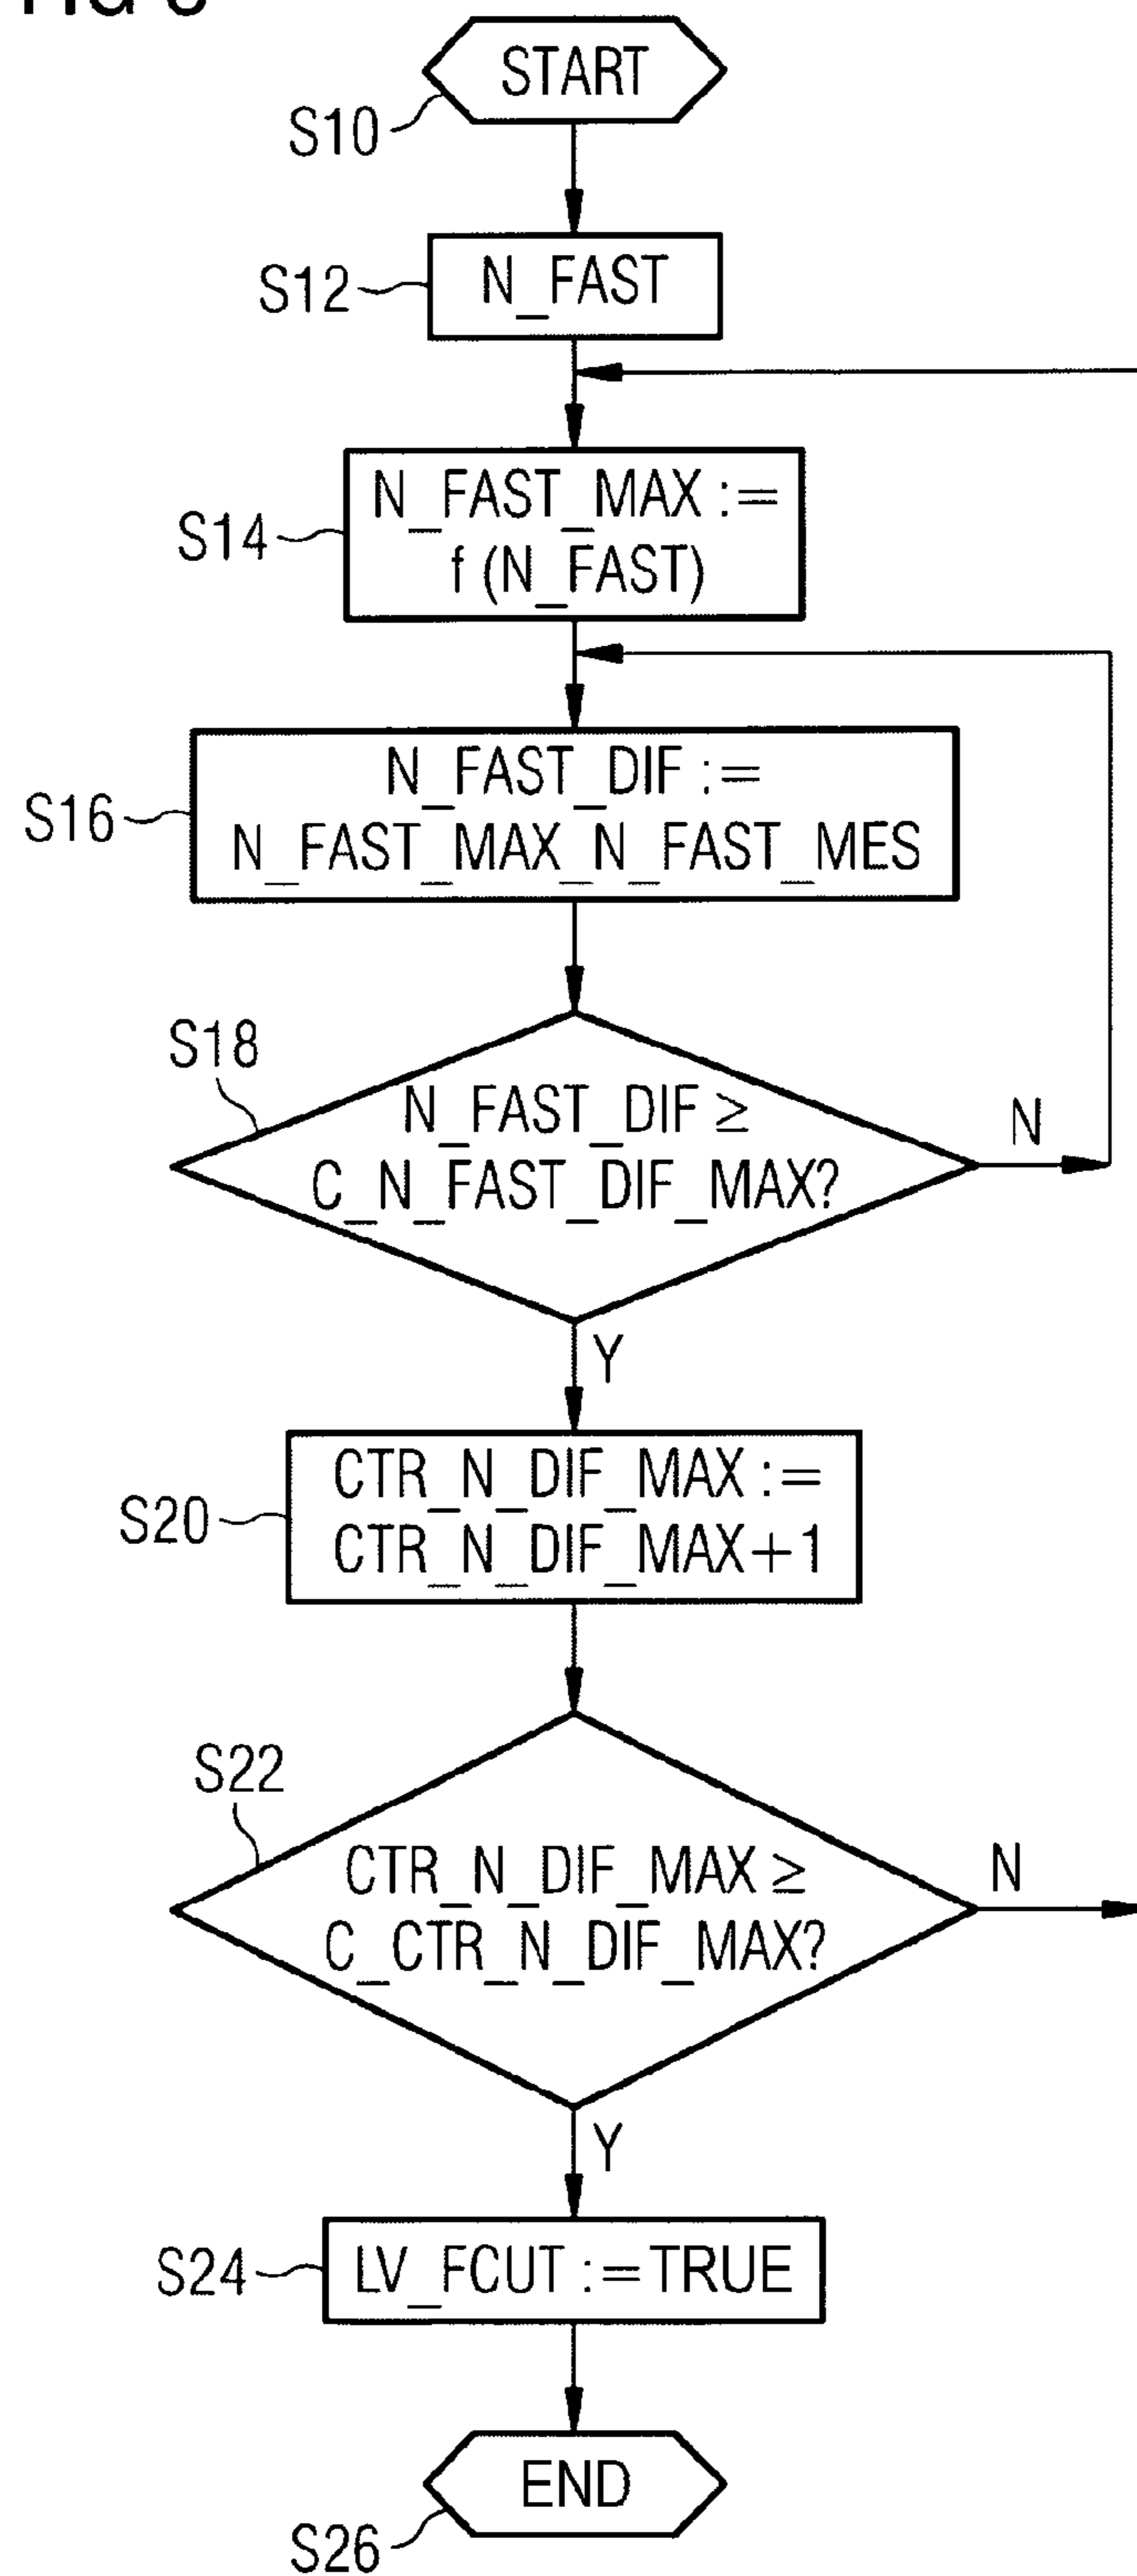 START
S10
S12
N_FAST
S14
N_FAST_MAX :=
f (N_FAST)
S16
N_FAST_DIF :=
N_FAST_MAX_N_FAST_MES
S18
N_FAST_DIF ≥
C_N_FAST_DIF_MAX?
N
Y
S20
CTR_N_DIF_MAX :=
CTR_N_DIF_MAX+1
S22
CTR_N_DIF_MAX ≥
C_CTR_N_DIF_MAX?
N
Y
S24
LV_FCUT :=TRUE
END
S26